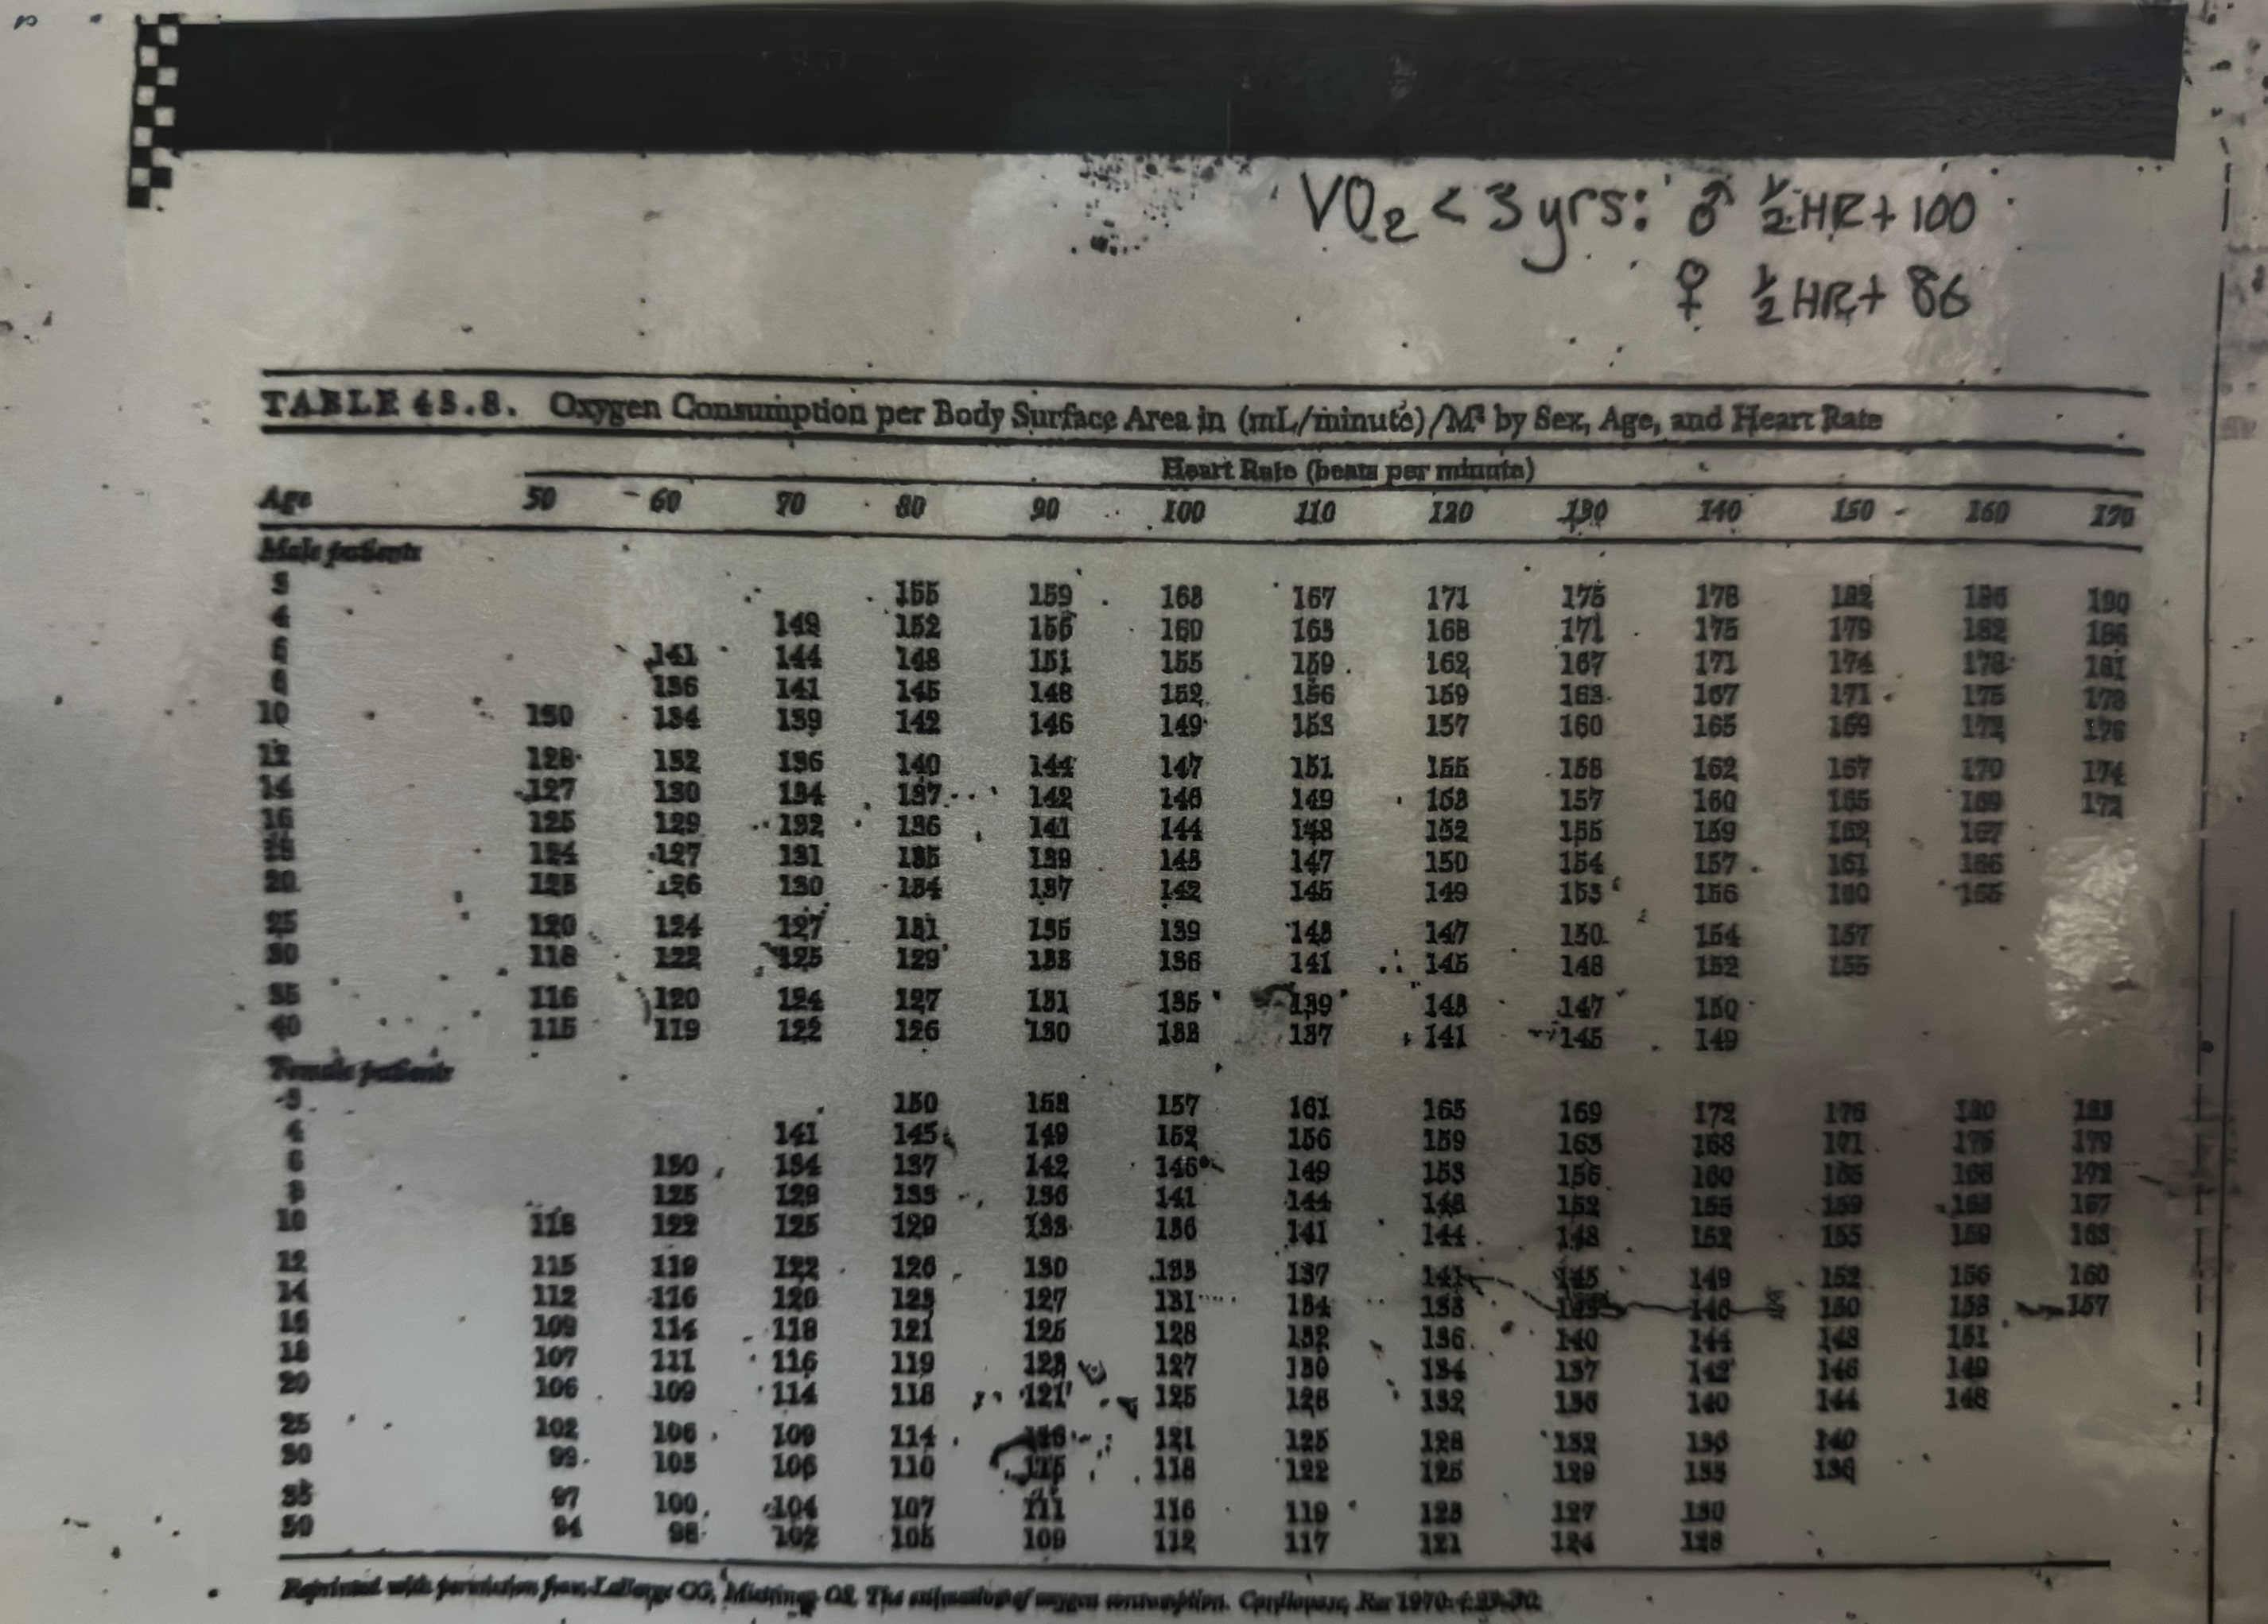 VO₂ < 3 yrs: ♂ ½ HR + 100
♀ ½ HR + 86
TABLE 48.8. Oxygen Consumption per Body Surface Area in (mL/minute)/M² by Sex, Age, and Heart Rate
Heart Rate (beats per minute)
Age 50 60 70 80 90 100 110 120 130 140 150 160 170
Male patients
3 155 159 163 167 171 175 178 182 186 190
4 149 152 156 160 163 168 171 175 179 182 186
6 141 144 148 151 155 159 162 167 171 174 178 181
8 136 141 145 148 152 156 159 163 167 171 175 178
10 130 134 139 142 146 149 153 157 160 165 169 172 176
12 128 132 136 140 144 147 151 155 158 162 167 170 174
14 127 130 134 137 142 146 149 153 157 160 165 169 172
16 125 129 132 136 141 144 148 152 155 159 162 167
18 124 127 131 135 139 143 147 150 154 157 161 166
20 123 126 130 134 137 142 145 149 153 156 160 165
25 120 124 127 131 135 139 143 147 150 154 157
30 118 122 125 129 133 136 141 145 148 152 155
35 116 120 124 127 131 135 139 143 147 150
40 115 119 122 126 130 133 137 141 145 149
Female patients
3 150 153 157 161 165 169 172 176 180 183
4 141 145 149 152 156 159 163 168 171 175 179
6 130 134 137 142 146 149 153 156 160 165 168 172
8 125 129 133 136 141 144 148 152 155 159 163 167
10 118 122 125 129 133 136 141 144 148 152 155 159 163
12 115 119 122 126 130 133 137 141 145 149 152 156 160
14 112 116 120 123 127 131 134 133 146 150 153 157
16 109 114 118 121 125 128 132 136 140 144 148 151
18 107 111 116 119 123 127 130 134 137 142 146 149
20 106 109 114 118 121 125 128 132 136 140 144 148
25 102 106 109 114 121 125 128 132 136 140
30 99 103 106 110 115 118 122 125 129 133 136
35 97 100 104 107 111 116 119 123 127 130
50 94 98 102 105 109 112 117 121 124 128
Reprinted with permission from LaFarge CG, Miettinen OS. The estimation of oxygen consumption. Cardiovasc Res 1970;4:23-30.